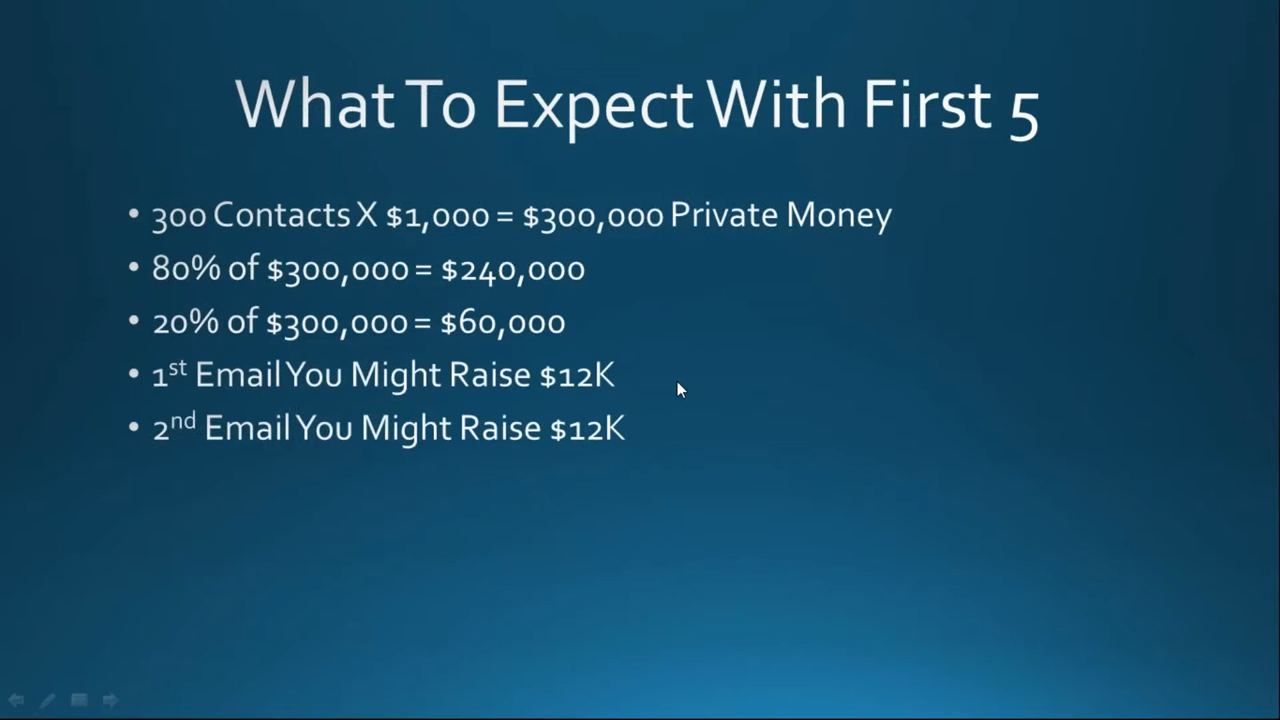 What To Expect With First 5
• 300 Contacts X $1,000 = $300,000 Private Money
• 80% of $300,000 = $240,000
• 20% of $300,000 = $60,000
• 1st Email You Might Raise $12K
• 2nd Email You Might Raise $12K